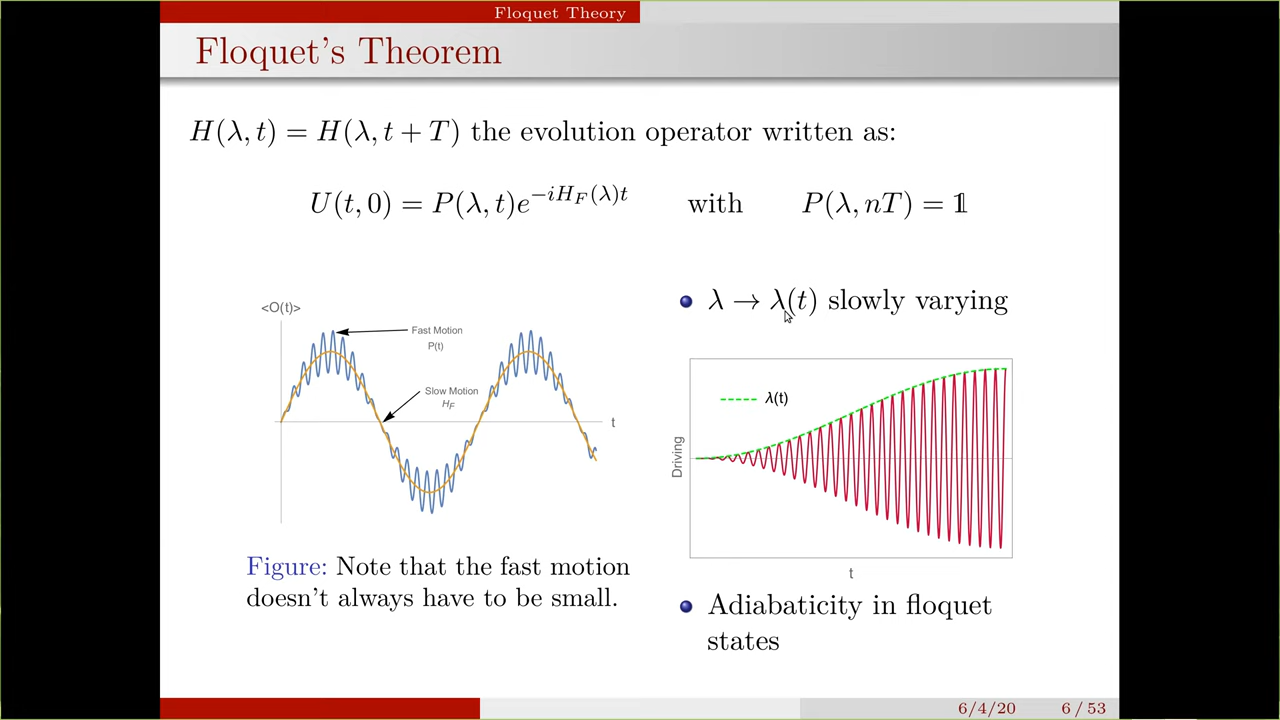 Floquet Theory
Floquet's Theorem
H(λ, t) = H(λ, t + T) the evolution operator written as:
U(t, 0) = P(λ, t)e^{−iH_F(λ)t} with P(λ, nT) = 𝟙
<O(t)>
Fast Motion
P(t)
Slow Motion
H_F
t
Figure: Note that the fast motion
doesn't always have to be small.
λ → λ(t) slowly varying
λ(t)
Driving
t
Adiabaticity in floquet
states
6/4/20 6 / 53